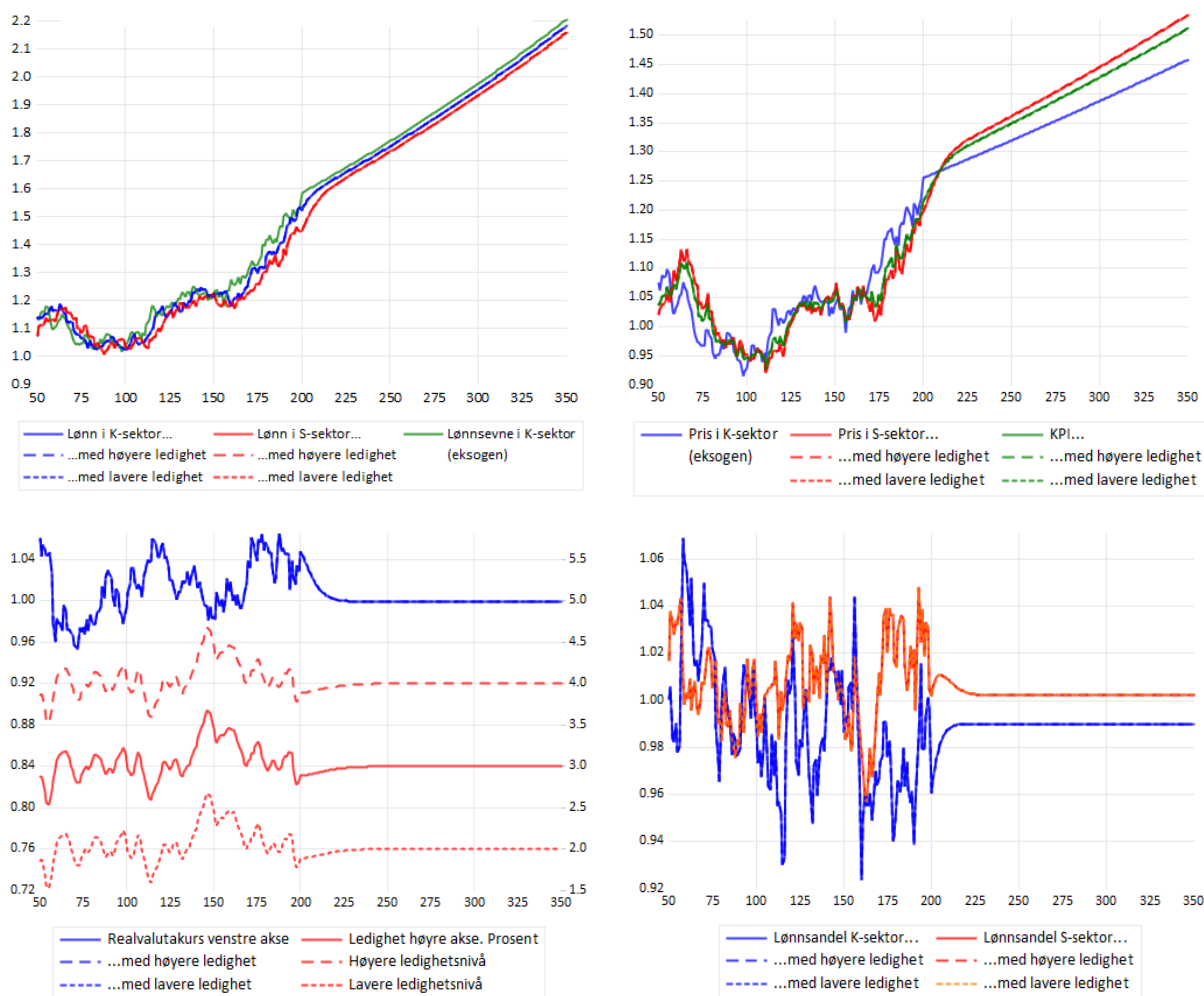 2.2
2.1
2.0
1.9
1.8
1.7
1.6
1.5
1.4
1.3
1.2
1.1
1.0
0.9
50 75 100 125 150 175 200 225 250 275 300 325 350
Lønn i K-sektor... Lønn i S-sektor... Lønnsevne i K-sektor
...med høyere ledighet ...med høyere ledighet (eksogen)
...med lavere ledighet ...med lavere ledighet
1.50
1.45
1.40
1.35
1.30
1.25
1.20
1.15
1.10
1.05
1.00
0.95
0.90
50 75 100 125 150 175 200 225 250 275 300 325 350
Pris i K-sektor Pris i S-sektor... KPI...
(eksogen) ...med høyere ledighet ...med høyere ledighet
...med lavere ledighet ...med lavere ledighet
1.04 5.5
1.00 5.0
0.96 4.5
0.92 4.0
0.88 3.5
0.84 3.0
0.80 2.5
0.76 2.0
0.72 1.5
50 75 100 125 150 175 200 225 250 275 300 325 350
Realvalutakurs venstre akse Ledighet høyre akse. Prosent
...med høyere ledighet Høyere ledighetsnivå
...med lavere ledighet Lavere ledighetsnivå
1.06
1.04
1.02
1.00
0.98
0.96
0.94
0.92
50 75 100 125 150 175 200 225 250 275 300 325 350
Lønnsandel K-sektor... Lønnsandel S-sektor...
...med høyere ledighet ...med høyere ledighet
...med lavere ledighet ...med lavere ledighet